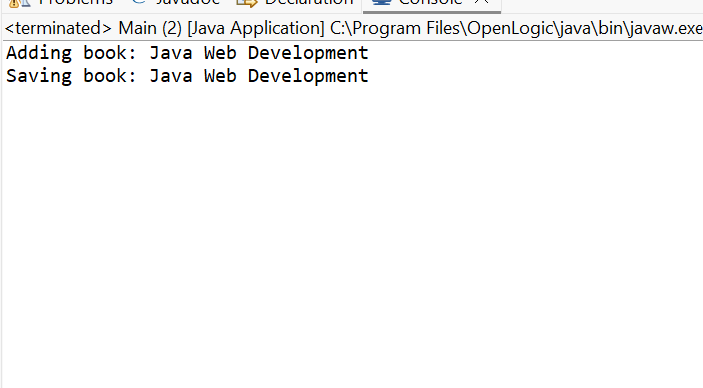 Problems Javadoc Declaration Console
<terminated> Main (2) [Java Application] C:\Program Files\OpenLogic\java\bin\javaw.exe
Adding book: Java Web Development
Saving book: Java Web Development